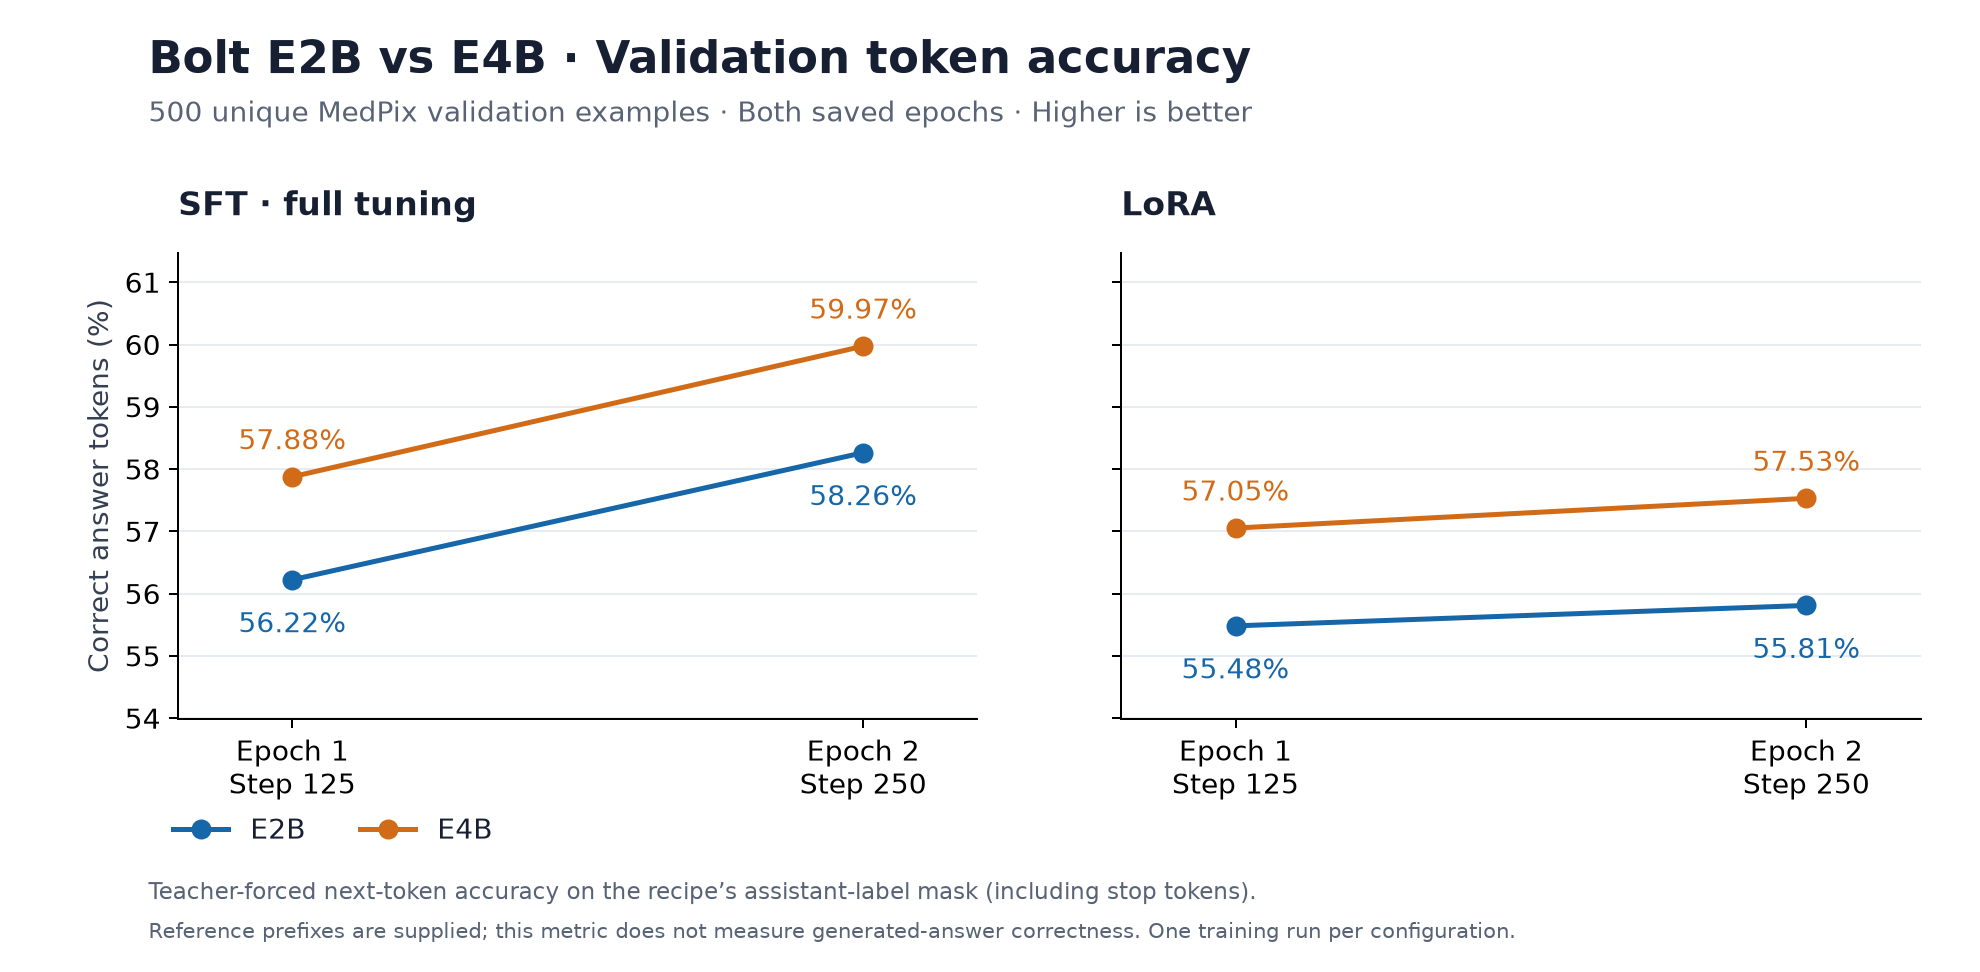 Bolt E2B vs E4B · Validation token accuracy
500 unique MedPix validation examples · Both saved epochs · Higher is better
SFT · full tuning
Correct answer tokens (%)
61
60
59
58
57
56
55
54
57.88%
59.97%
56.22%
58.26%
Epoch 1
Step 125
Epoch 2
Step 250
LoRA
57.05%
57.53%
55.48%
55.81%
Epoch 1
Step 125
Epoch 2
Step 250
E2B
E4B
Teacher-forced next-token accuracy on the recipe’s assistant-label mask (including stop tokens).
Reference prefixes are supplied; this metric does not measure generated-answer correctness. One training run per configuration.